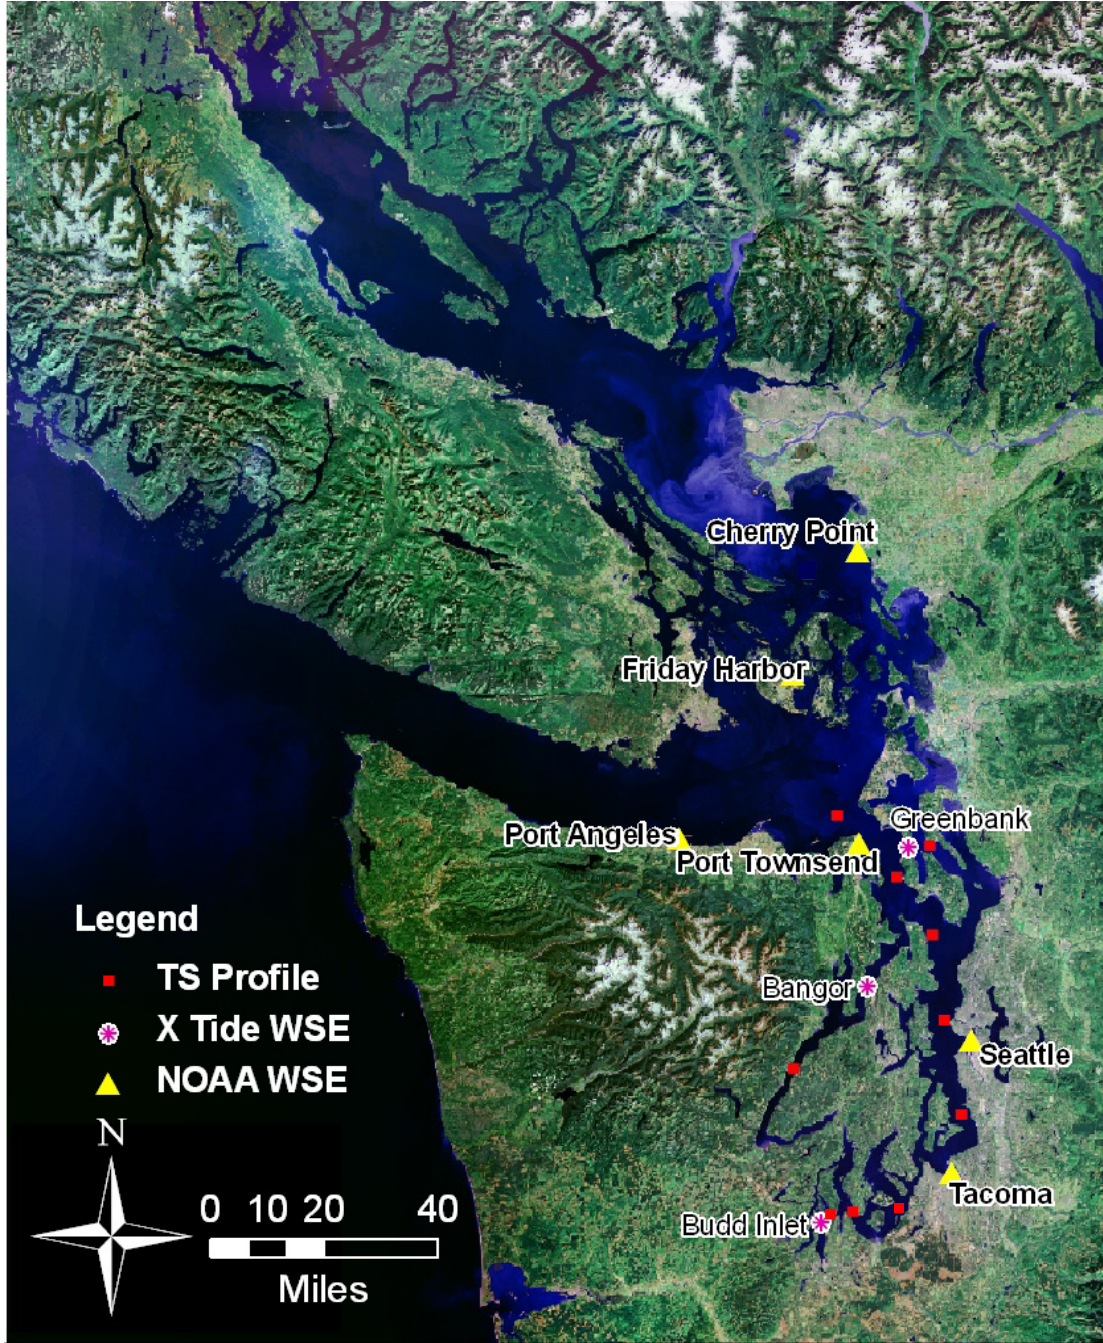 Cherry Point
Friday Harbor
Greenbank
Port Angeles
Port Townsend
Legend
TS Profile
X Tide WSE
NOAA WSE
Bangor
Seattle
Tacoma
Budd Inlet
N
0 10 20 40
Miles